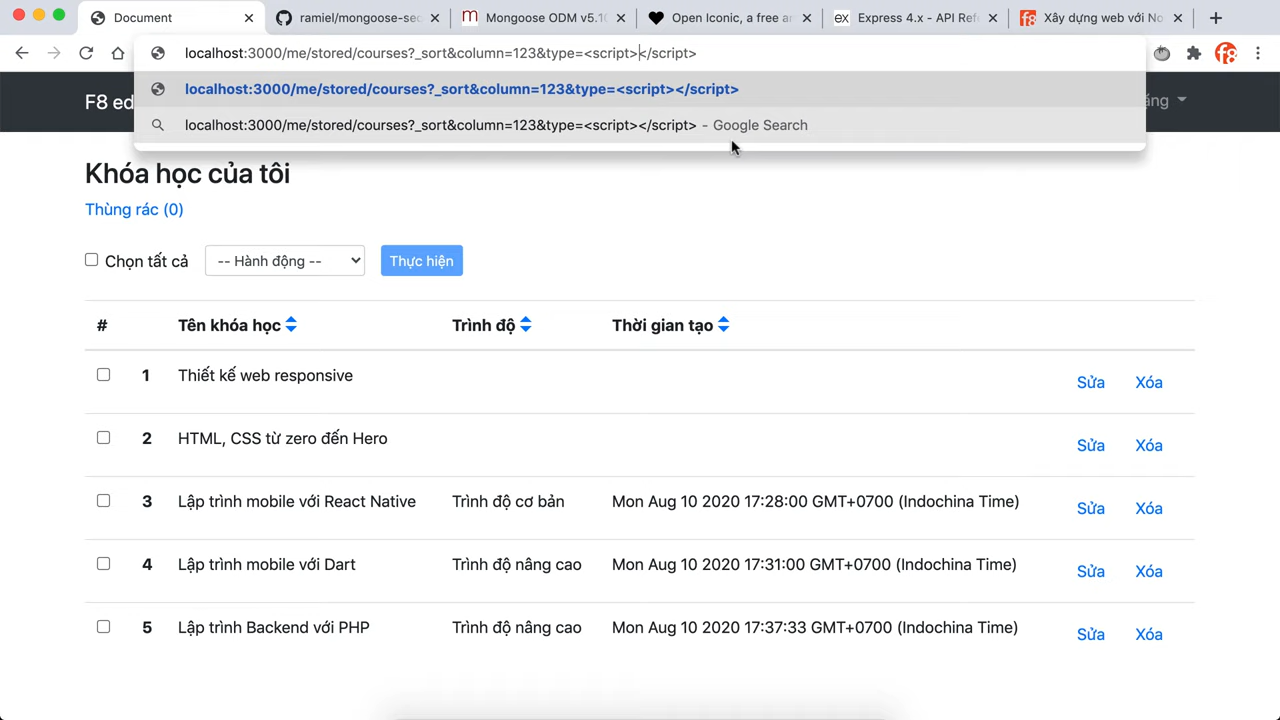 Document
ramiel/mongoose-sec
Mongoose ODM v5.10
Open Iconic, a free an
ex Express 4.x - API Refe
f8 Xây dựng web với No
localhost:3000/me/stored/courses?_sort&column=123&type=<script></script>
f8
localhost:3000/me/stored/courses?_sort&column=123&type=<script></script>
localhost:3000/me/stored/courses?_sort&column=123&type=<script></script> - Google Search
F8 ed
ăng
Khóa học của tôi
Thùng rác (0)
Chọn tất cả
-- Hành động --
Thực hiện
# Tên khóa học Trình độ Thời gian tạo
1 Thiết kế web responsive Sửa Xóa
2 HTML, CSS từ zero đến Hero Sửa Xóa
3 Lập trình mobile với React Native Trình độ cơ bản Mon Aug 10 2020 17:28:00 GMT+0700 (Indochina Time) Sửa Xóa
4 Lập trình mobile với Dart Trình độ nâng cao Mon Aug 10 2020 17:31:00 GMT+0700 (Indochina Time) Sửa Xóa
5 Lập trình Backend với PHP Trình độ nâng cao Mon Aug 10 2020 17:37:33 GMT+0700 (Indochina Time) Sửa Xóa